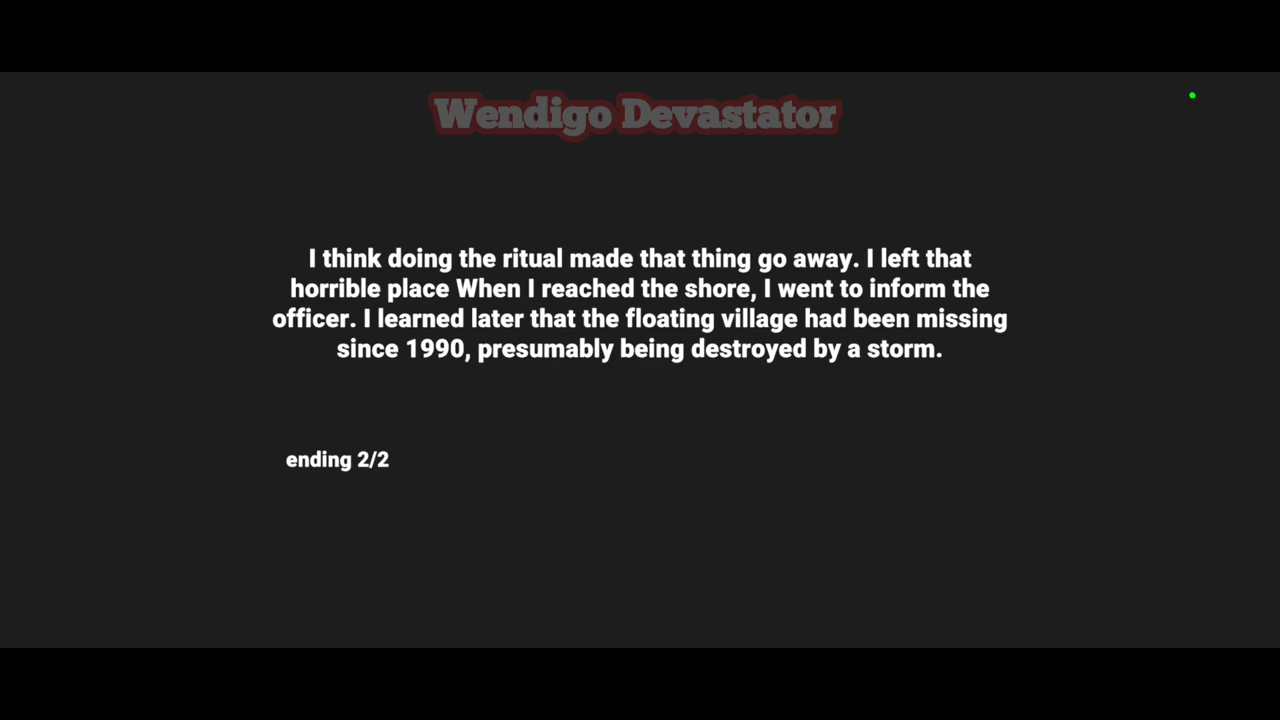 Wendigo Devastator
I think doing the ritual made that thing go away. I left that
horrible place When I reached the shore, I went to inform the
officer. I learned later that the floating village had been missing
since 1990, presumably being destroyed by a storm.
ending 2/2